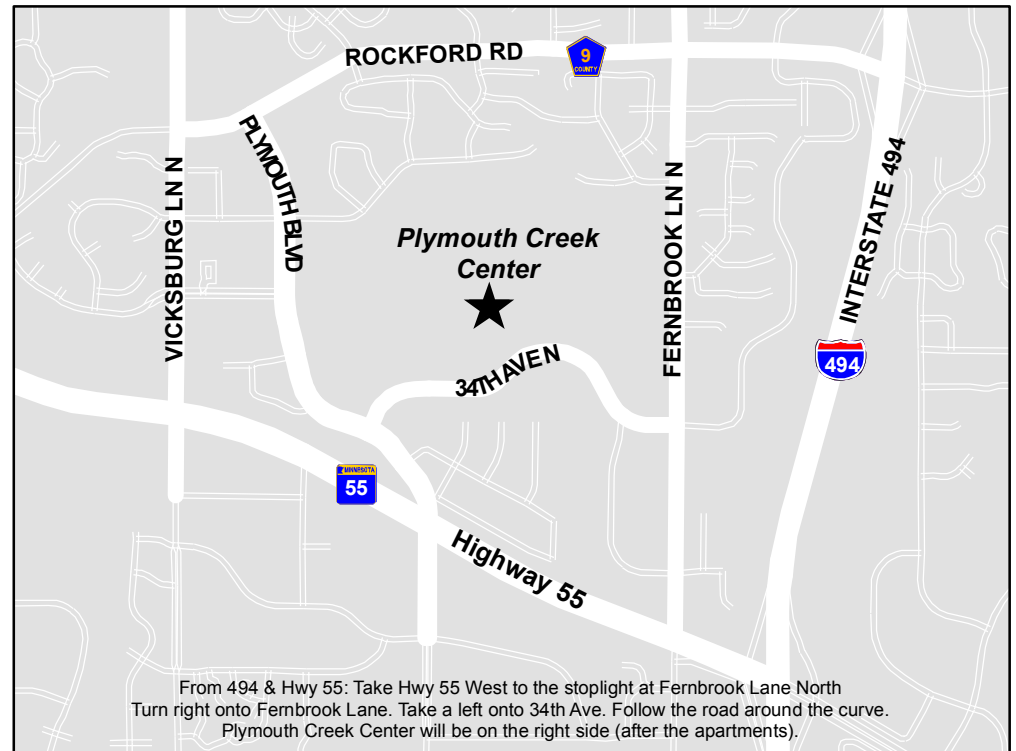 ROCKFORD RD
9
COUNTY
PLYMOUTH BLVD
VICKSBURG LN N
Plymouth Creek
Center
FERNBROOK LN N
INTERSTATE 494
494
34TH AVE N
MINNESOTA
55
Highway 55
From 494 & Hwy 55: Take Hwy 55 West to the stoplight at Fernbrook Lane North
Turn right onto Fernbrook Lane. Take a left onto 34th Ave. Follow the road around the curve.
Plymouth Creek Center will be on the right side (after the apartments).